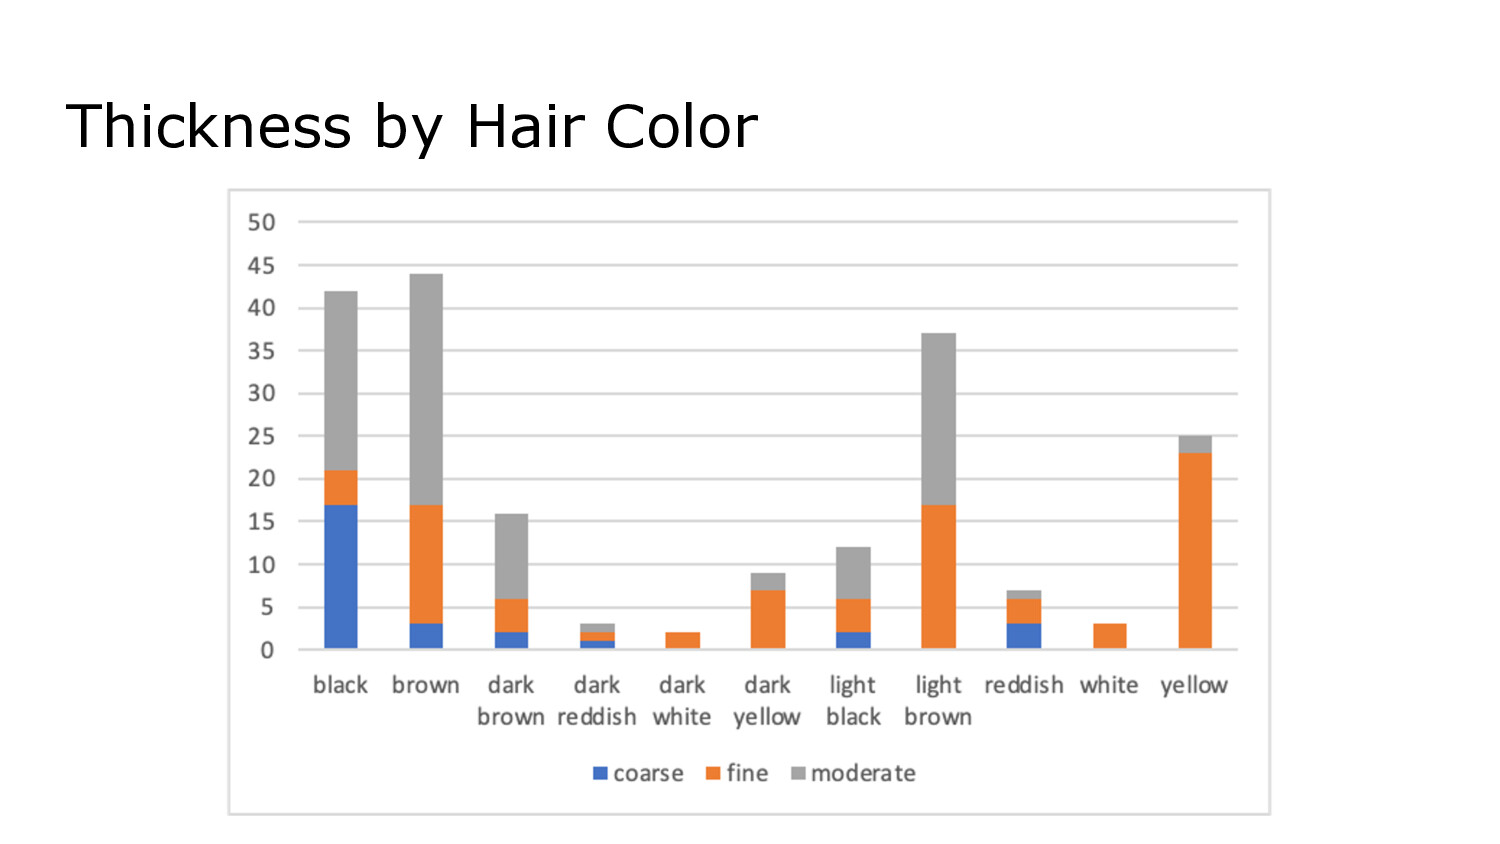 Thickness by Hair Color
50
45
40
35
30
25
20
15
10
5
0
black brown dark dark dark dark light light reddish white yellow
brown reddish white yellow black brown
coarse fine moderate